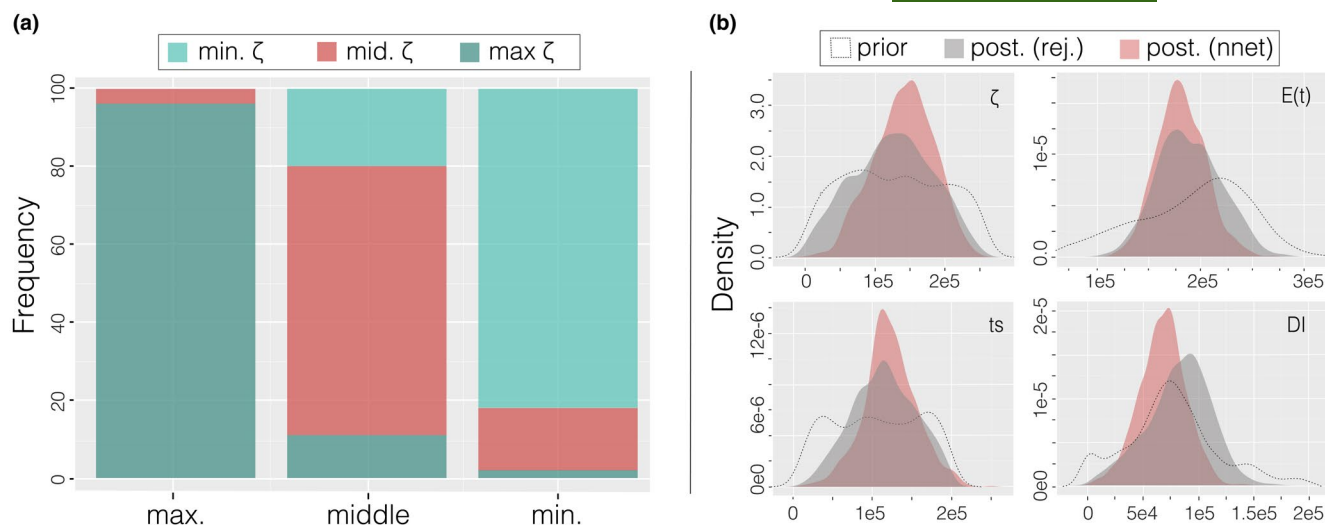 (a)
min. ζ mid. ζ max ζ
Frequency
100
80
60
40
20
0
max. middle min.
(b)
prior post. (rej.) post. (nnet)
Density
ζ
3.0
2.0
1.0
0.0
0 1e5 2e5
E(t)
1e-5
0.0
1e5 2e5 3e5
ts
12e-6
6e-6
0e0
0 1e5 2e5
DI
2e-5
1e-5
0e0
0 5e4 1e5 1.5e5 2e5